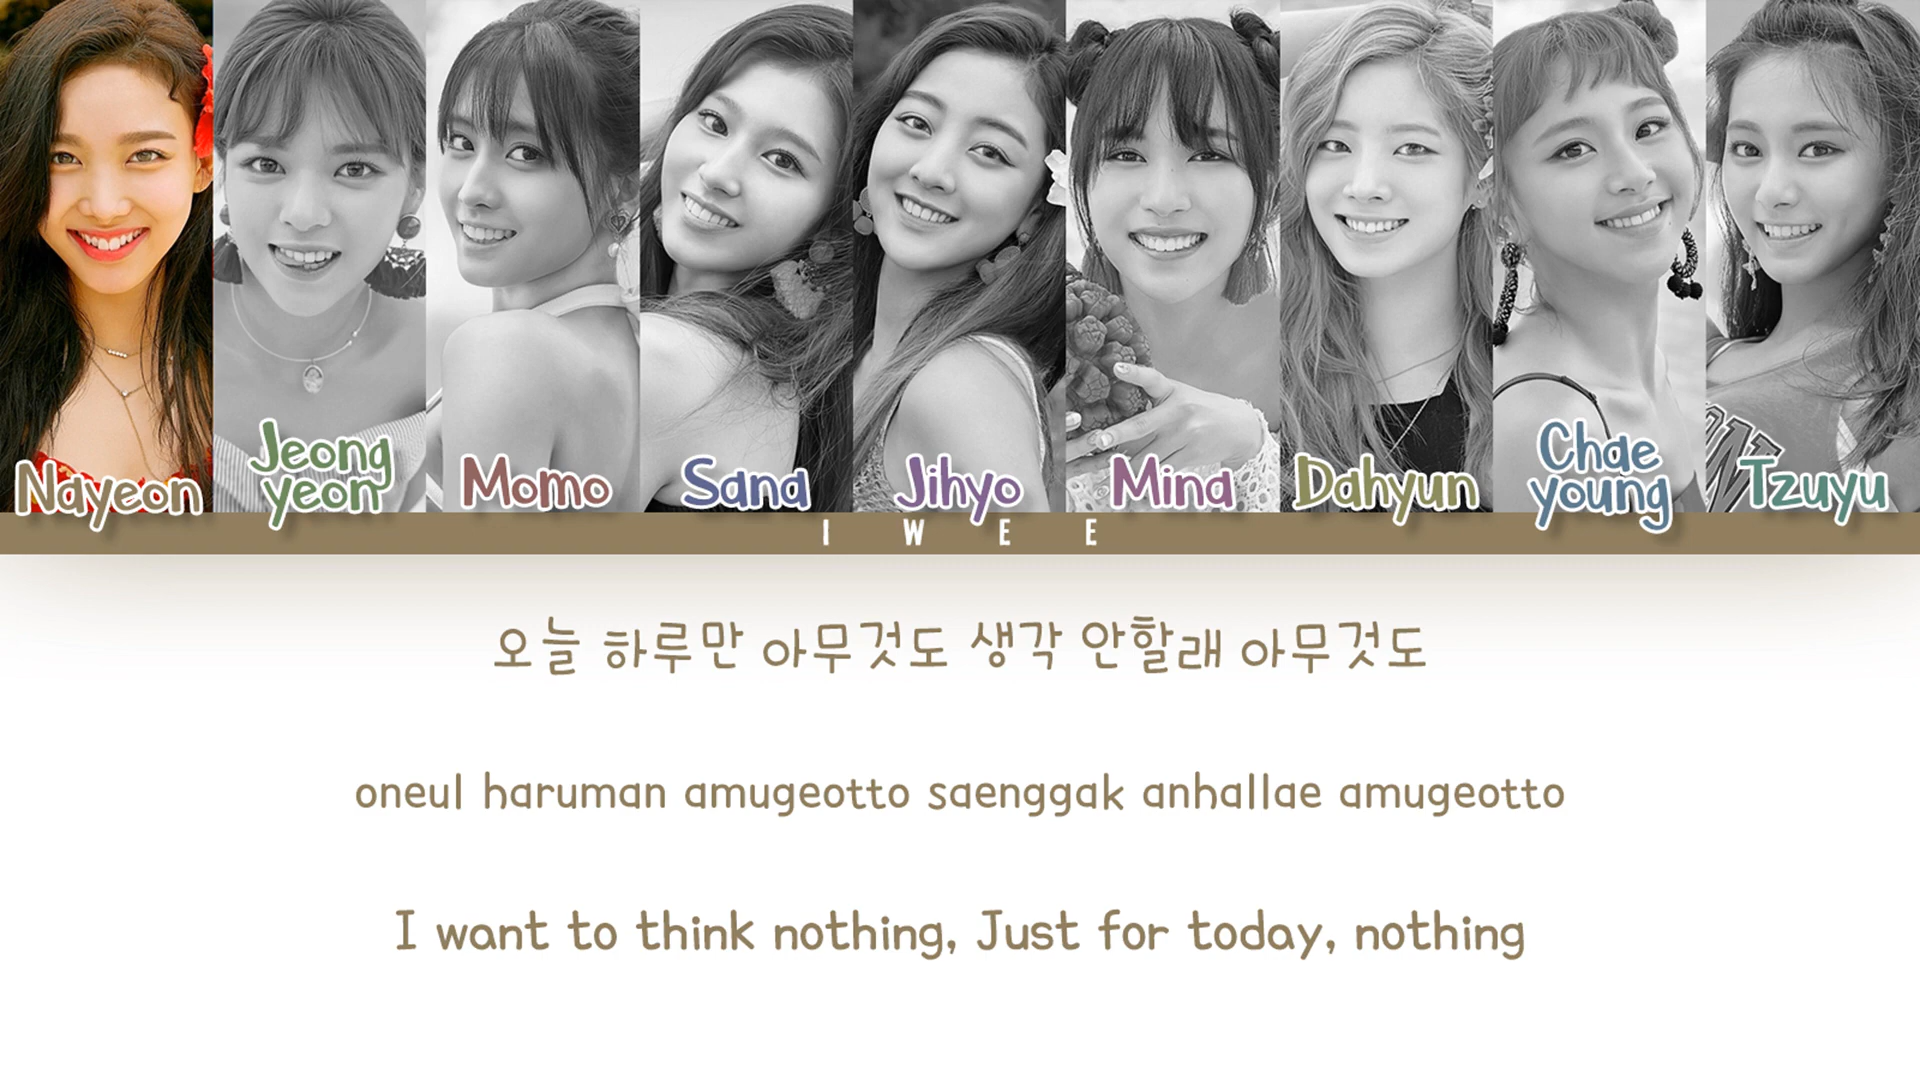 Nayeon
Jeong
yeon
Momo
Sana
Jihyo
Mina
Dahyun
Chae
young
Tzuyu
I W E E
오늘 하루만 아무것도 생각 안할래 아무것도
oneul haruman amugeotto saenggak anhallae amugeotto
I want to think nothing, Just for today, nothing